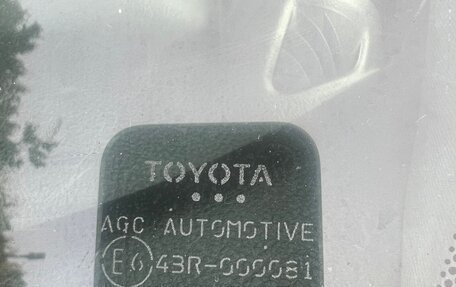 TOYOTA
AGC AUTOMOTIVE
E6 43R-000081